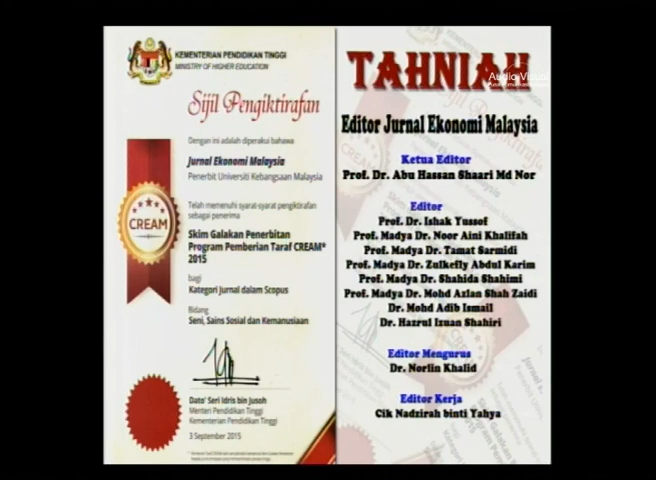 KEMENTERIAN PENDIDIKAN TINGGI
MINISTRY OF HIGHER EDUCATION
Sijil Pengiktirafan
Dengan ini adalah diperakui bahawa
Jurnal Ekonomi Malaysia
Penerbit Universiti Kebangsaan Malaysia
Telah memenuhi syarat-syarat pengiktirafan
sebagai penerima
Skim Galakan Penerbitan
Program Pemberian Taraf CREAM*
2015
bagi
Kategori Jurnal dalam Scopus
Bidang
Seni, Sains Sosial dan Kemanusiaan
CREAM
Dato' Seri Idris bin Jusoh
Menteri Pendidikan Tinggi
Kementerian Pendidikan Tinggi
3 September 2015
TAHNIAH
Audio Video
Editor Jurnal Ekonomi Malaysia
Ketua Editor
Prof. Dr. Abu Hassan Shaari Md Nor
Editor
Prof. Dr. Ishak Yussof
Prof. Madya Dr. Noor Aini Khalifah
Prof. Madya Dr. Tamat Sarmidi
Prof. Madya Dr. Zulkefly Abdul Karim
Prof. Madya Dr. Shahida Shahimi
Prof. Madya Dr. Mohd Azlan Shah Zaidi
Dr. Mohd Adib Ismail
Dr. Hazrul Izuan Shahiri
Editor Mengurus
Dr. Norlin Khalid
Editor Kerja
Cik Nadzirah binti Yahya